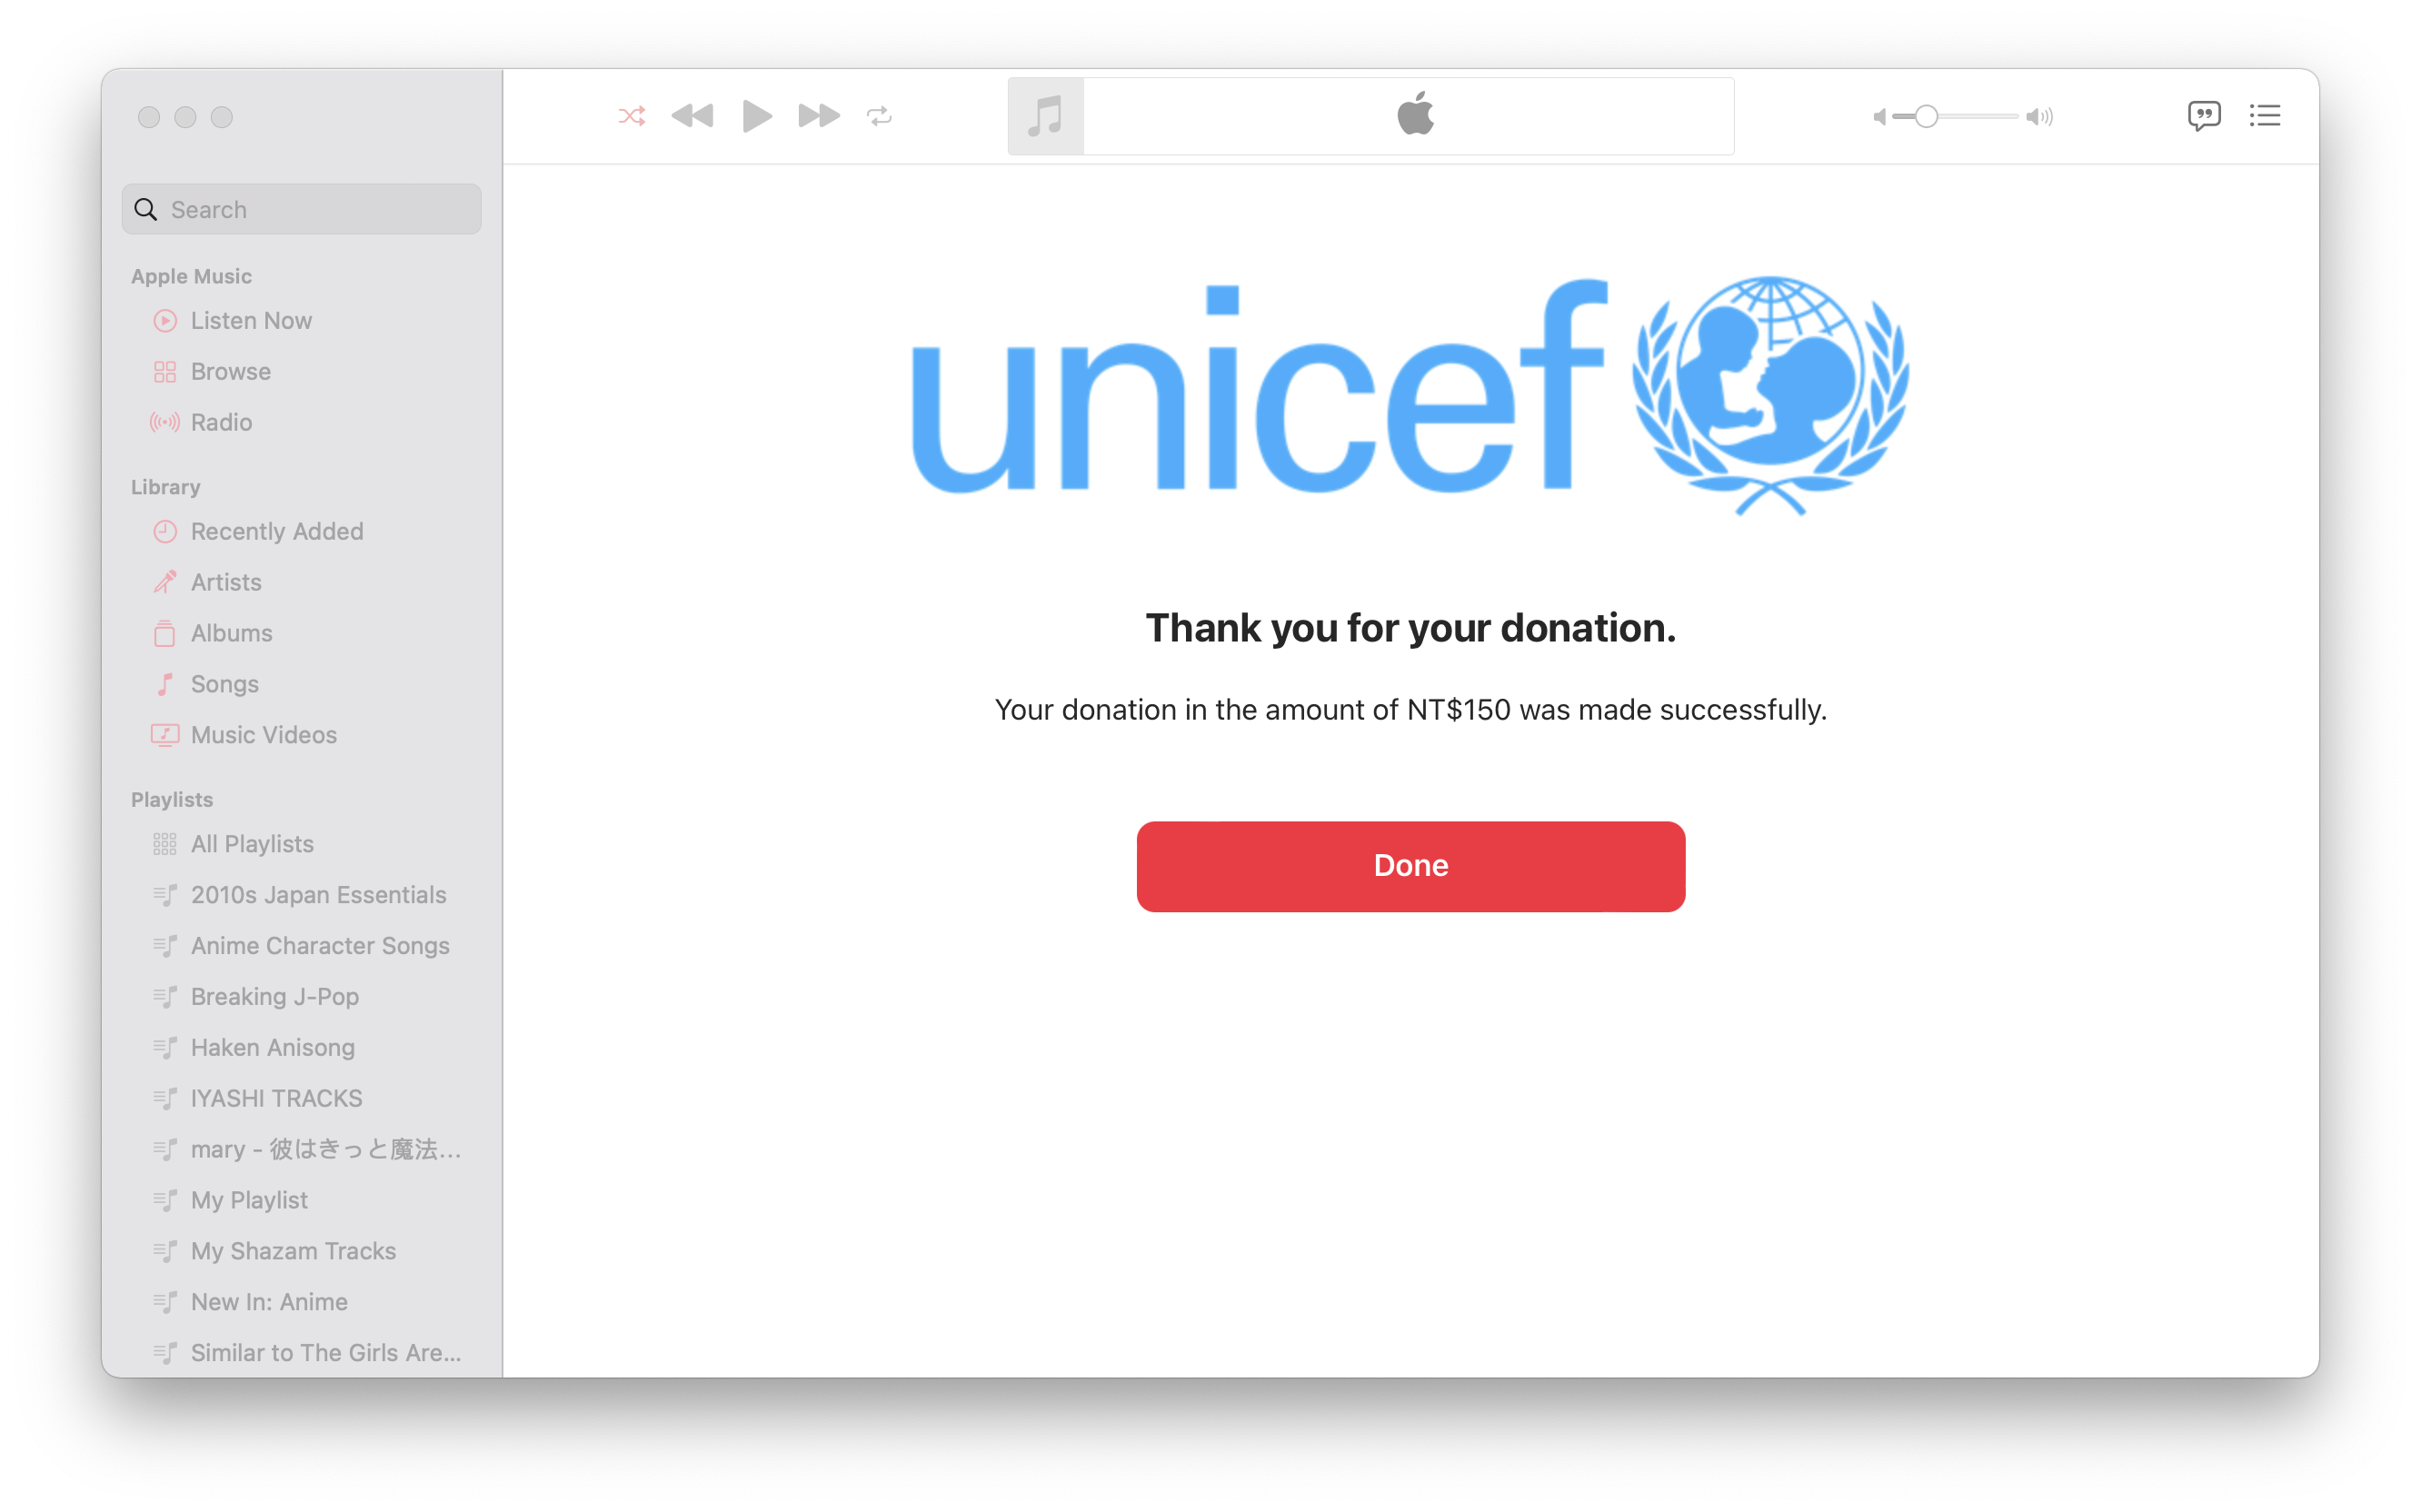 Search
Apple Music
Listen Now
Browse
Radio
Library
Recently Added
Artists
Albums
Songs
Music Videos
Playlists
All Playlists
2010s Japan Essentials
Anime Character Songs
Breaking J-Pop
Haken Anisong
IYASHI TRACKS
mary - 彼はきっと魔法...
My Playlist
My Shazam Tracks
New In: Anime
Similar to The Girls Are...
unicef
Thank you for your donation.
Your donation in the amount of NT$150 was made successfully.
Done